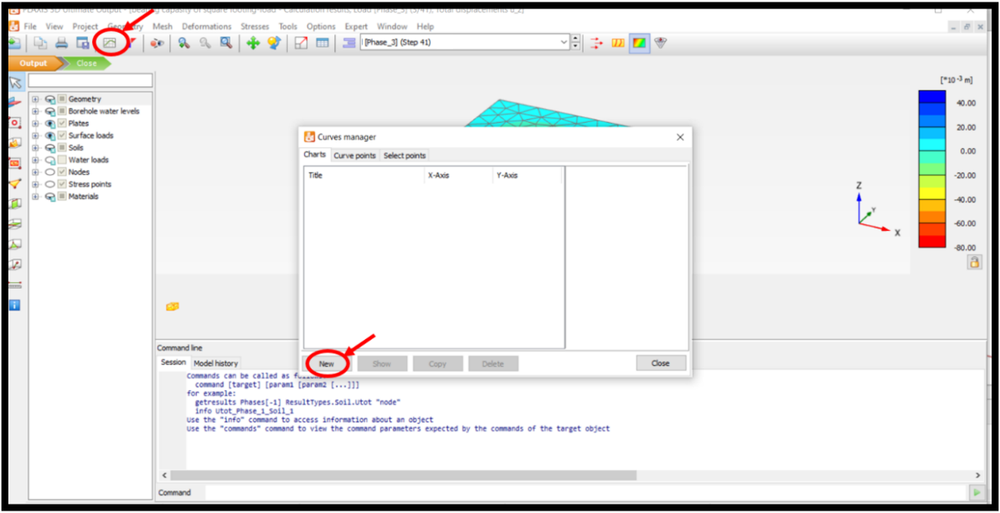 PLAXIS 3D Ultimate Output - [bearing capacity of square footing-load - Calculation results, Load [Phase_3] (3/41), Total displacements u_z]
File View Project Geometry Mesh Deformations Stresses Tools Options Expert Window Help
[Phase_3] (Step 41)
Output Close
[*10-3 m]
Geometry
Borehole water levels
Plates
Surface loads
Soils
Water loads
Nodes
Stress points
Materials
Curves manager
Charts Curve points Select points
Title X-Axis Y-Axis
Z
Y
X
40.00
20.00
0.00
-20.00
-40.00
-60.00
-80.00
New Show Copy Delete Close
Command line
Session Model history
Commands can be called as
command [target] [param1 [param2 [...]]]
for example:
getresults Phases[-1] ResultTypes.Soil.Utot "node"
info Utot_Phase_1_Soil_1
Use the "info" command to access information about an object
Use the "commands" command to view the command parameters expected by the commands of the target object
Command